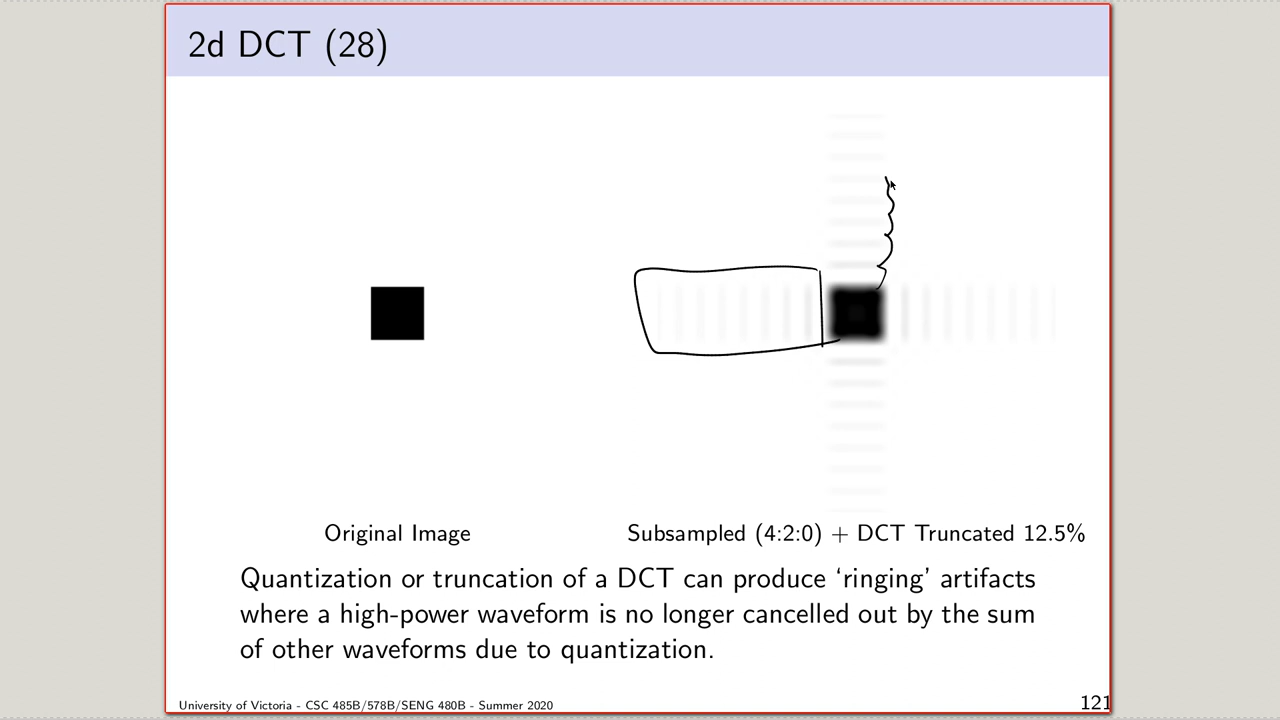 2d DCT (28)
Original Image
Subsampled (4:2:0) + DCT Truncated 12.5%
Quantization or truncation of a DCT can produce ‘ringing’ artifacts
where a high-power waveform is no longer cancelled out by the sum
of other waveforms due to quantization.
University of Victoria - CSC 485B/578B/SENG 480B - Summer 2020
121